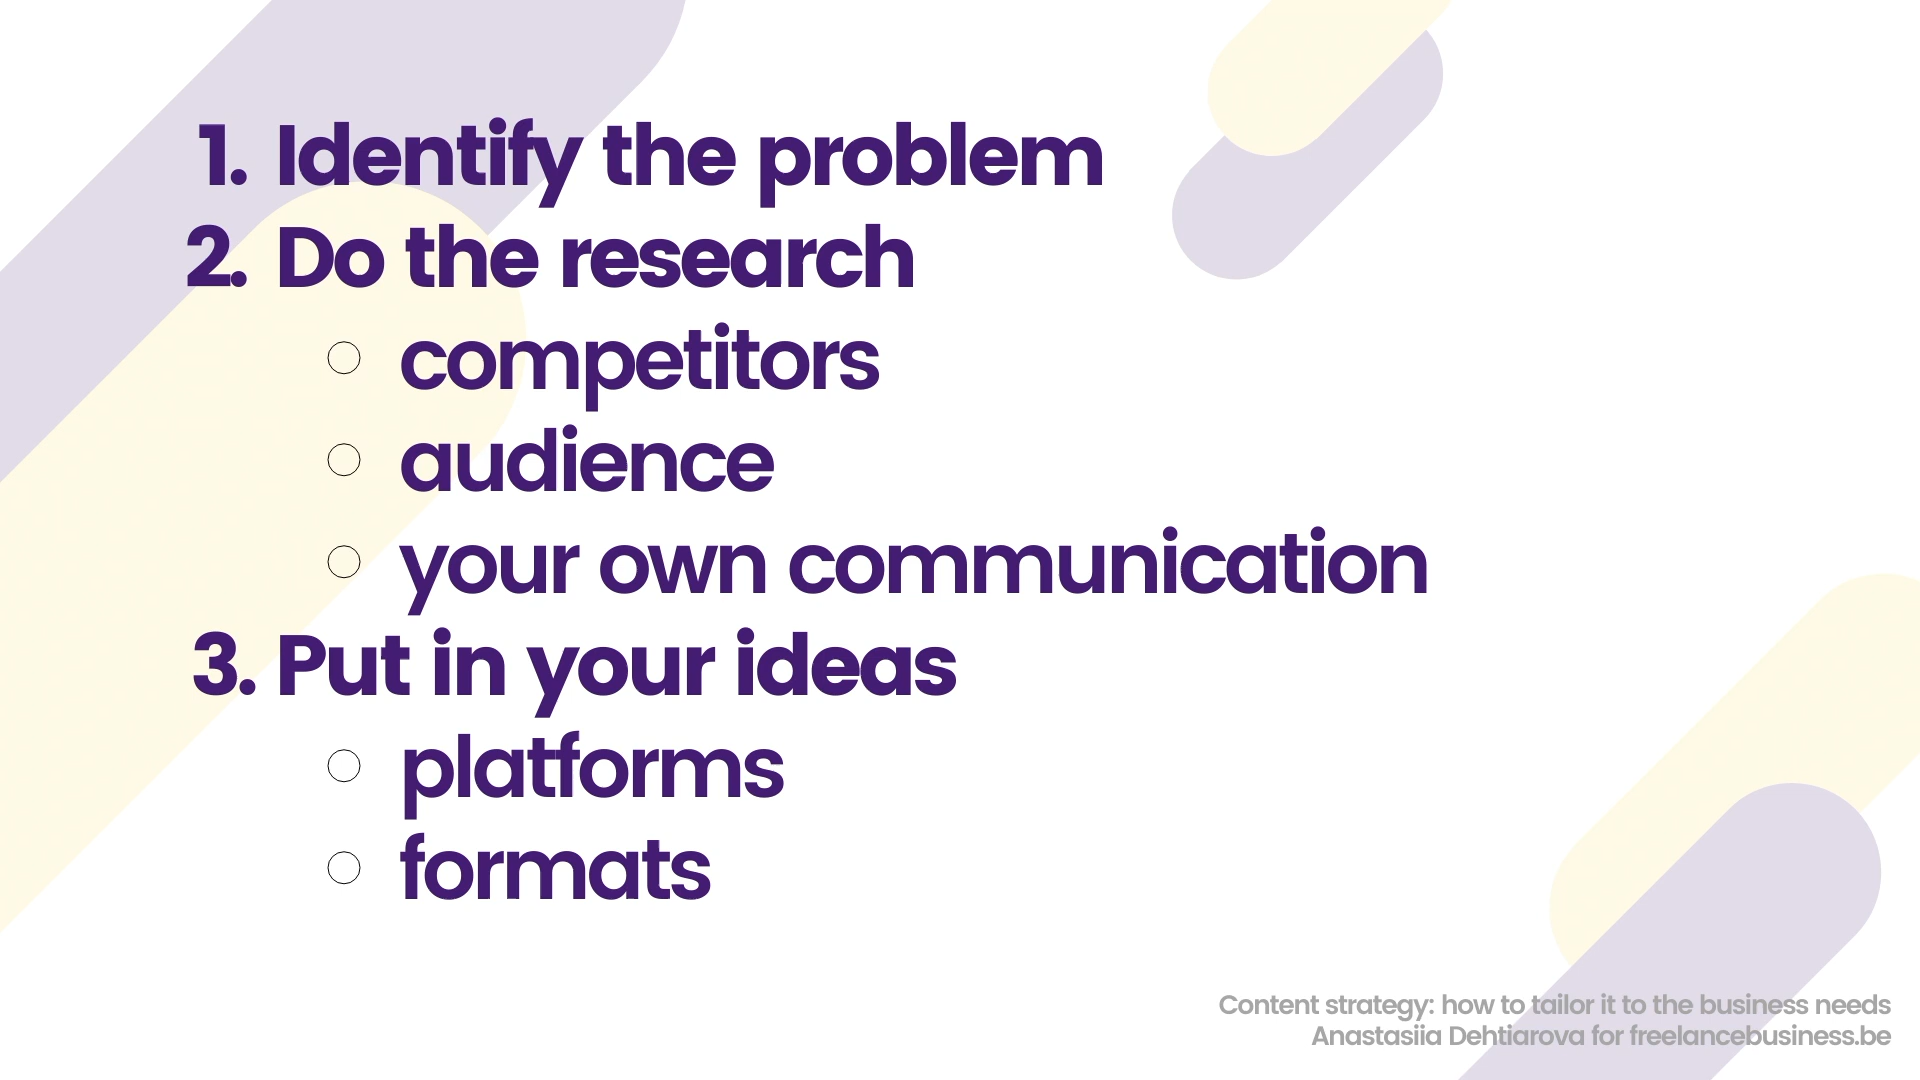 1. Identify the problem
2. Do the research
○ competitors
○ audience
○ your own communication
3. Put in your ideas
○ platforms
○ formats
Content strategy: how to tailor it to the business needs
Anastasiia Dehtiarova for freelancebusiness.be